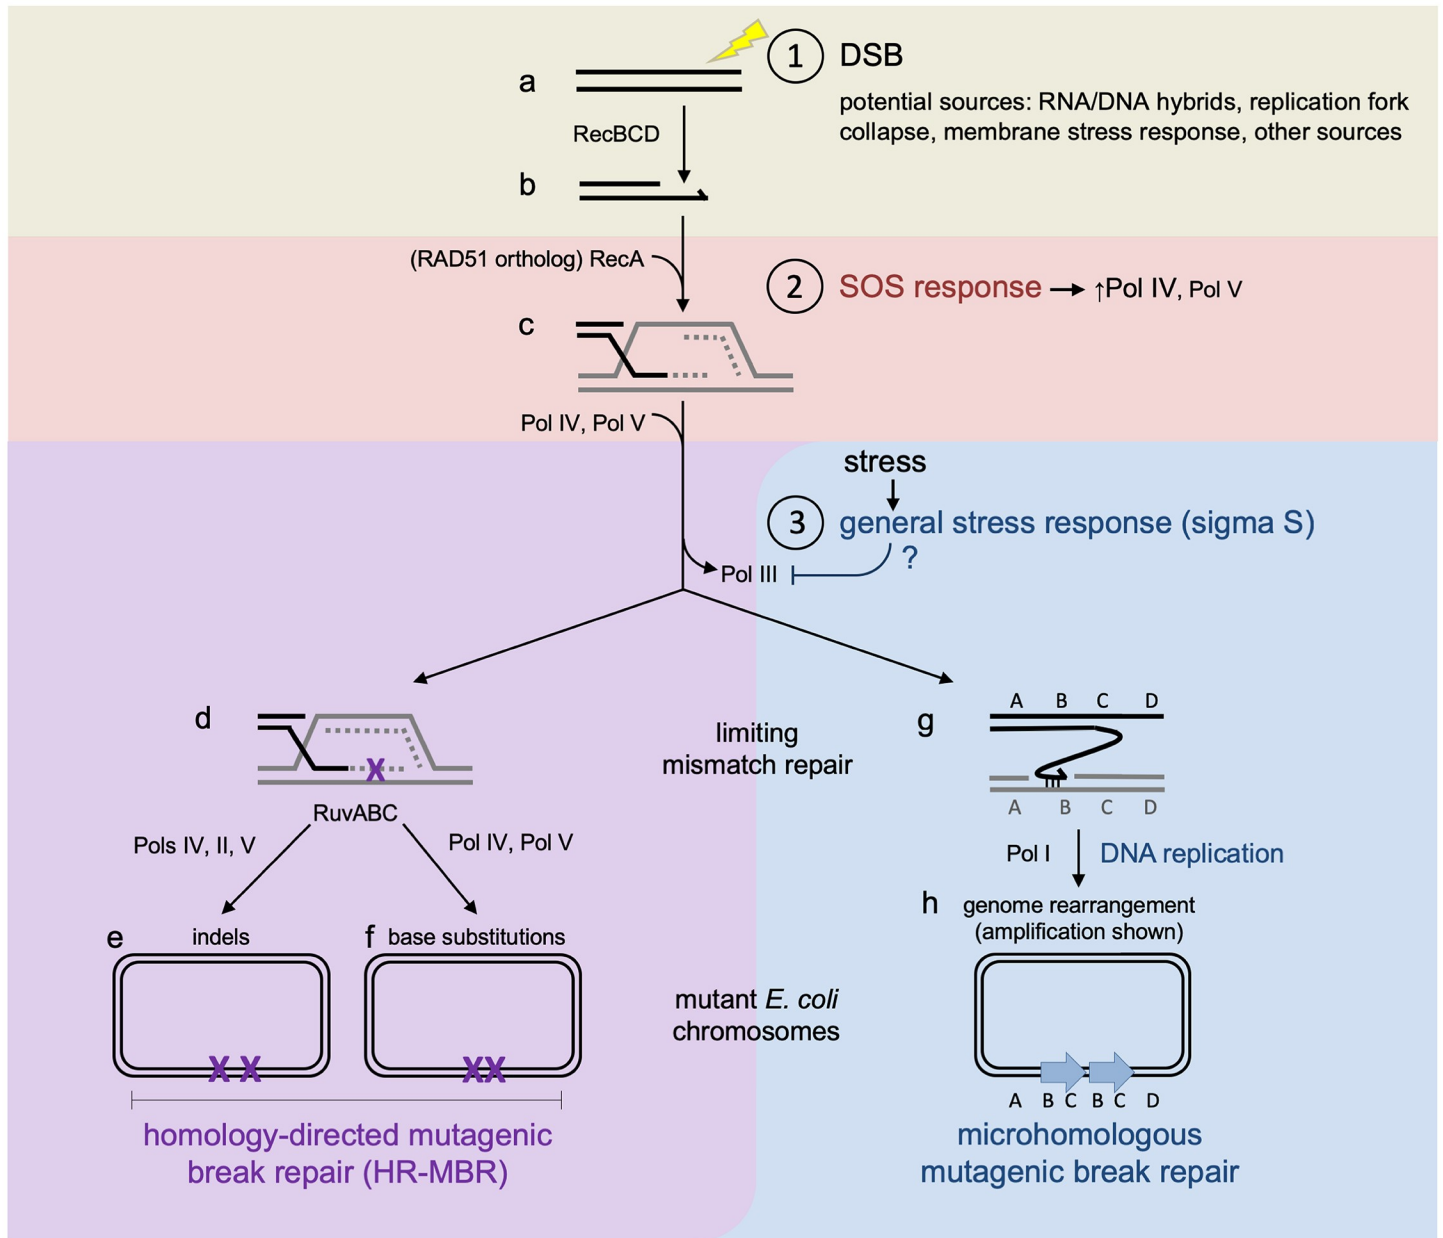 1 DSB
a
potential sources: RNA/DNA hybrids, replication fork
collapse, membrane stress response, other sources
RecBCD
b
(RAD51 ortholog) RecA
2 SOS response → ↑Pol IV, Pol V
c
Pol IV, Pol V
stress
3 general stress response (sigma S)
?
Pol III
d
limiting
mismatch repair
X
RuvABC
Pols IV, II, V
Pol IV, Pol V
g
A B C D
A B C D
Pol I
DNA replication
e
indels
f
base substitutions
h
genome rearrangement
(amplification shown)
mutant E. coli
chromosomes
X X
XX
A B C B C D
homology-directed mutagenic
break repair (HR-MBR)
microhomologous
mutagenic break repair